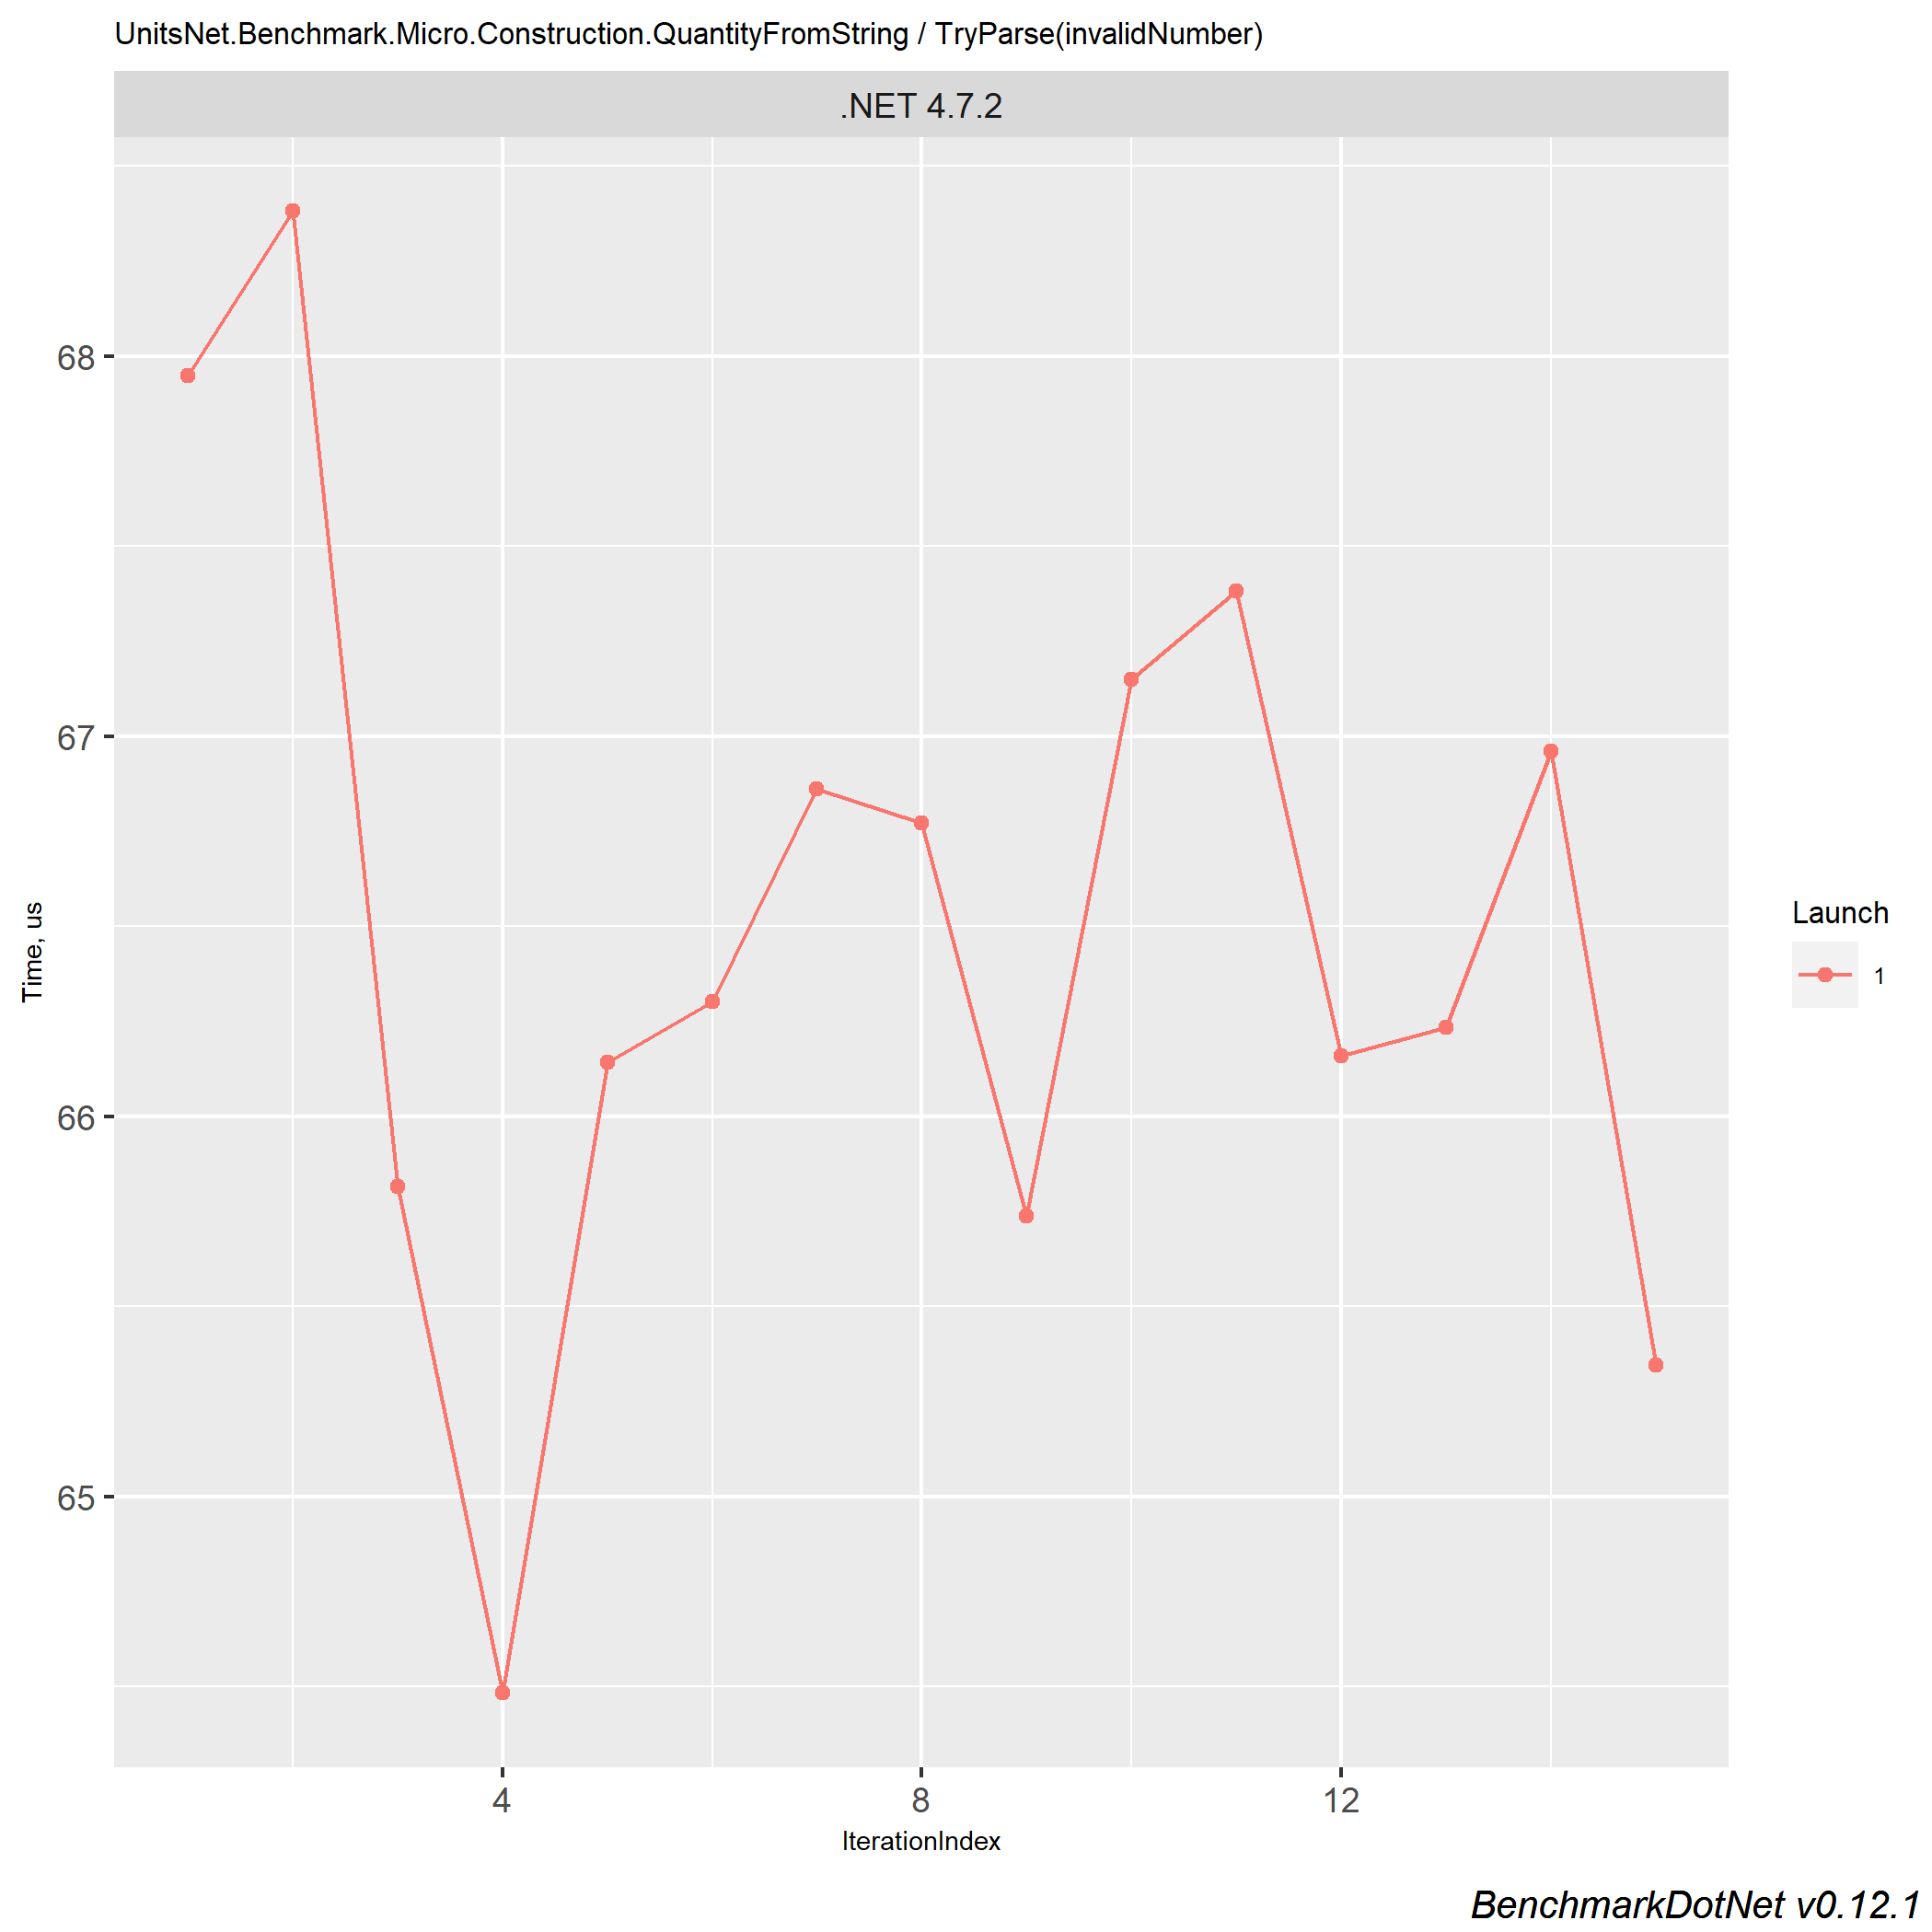 UnitsNet.Benchmark.Micro.Construction.QuantityFromString / TryParse(invalidNumber)
.NET 4.7.2
68
67
66
65
Time, us
4
8
12
IterationIndex
Launch
1
BenchmarkDotNet v0.12.1